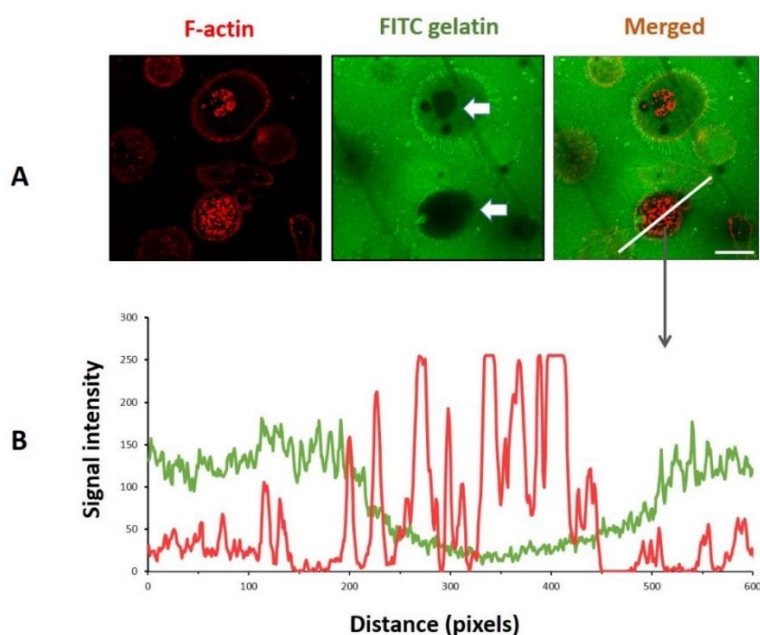 F-actin FITC gelatin Merged
A
B
Signal intensity
300
250
200
150
100
50
0
0 100 200 300 400 500 600
Distance (pixels)